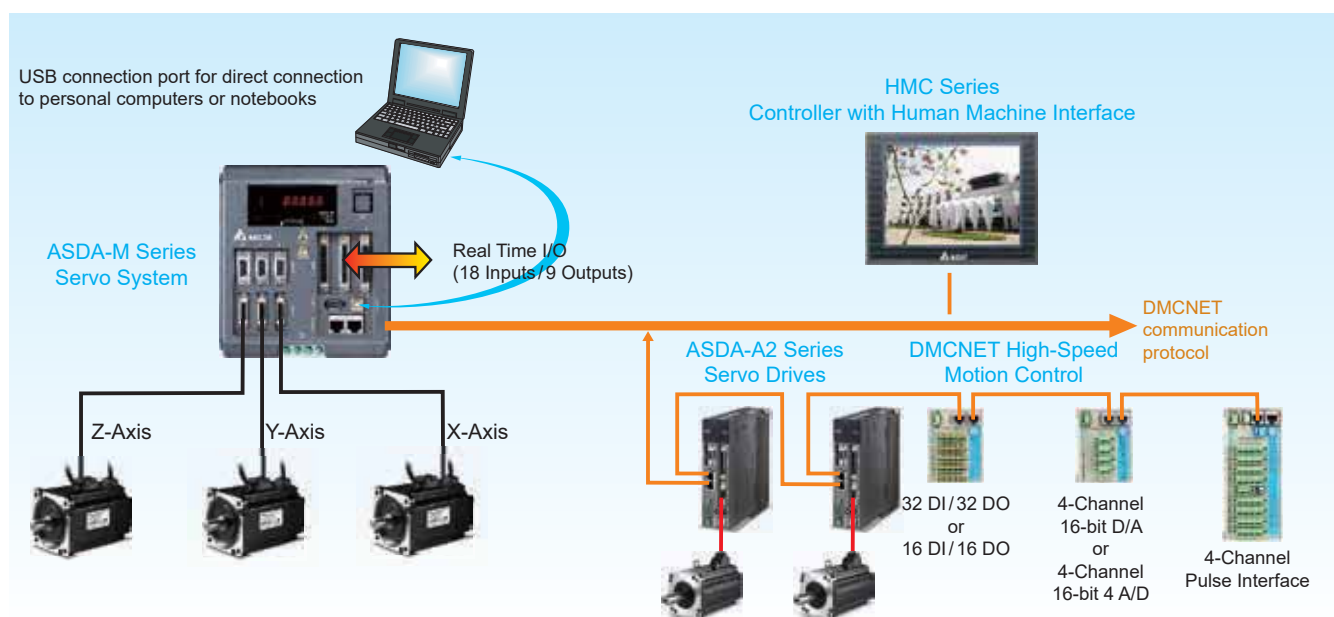 USB connection port for direct connection
to personal computers or notebooks
HMC Series
Controller with Human Machine Interface
ASDA-M Series
Servo System
Real Time I/O
(18 Inputs/9 Outputs)
DMCNET
communication
protocol
ASDA-A2 Series
Servo Drives
DMCNET High-Speed
Motion Control
Z-Axis
Y-Axis
X-Axis
32 DI/32 DO
or
16 DI/16 DO
4-Channel
16-bit D/A
or
4-Channel
16-bit 4 A/D
4-Channel
Pulse Interface